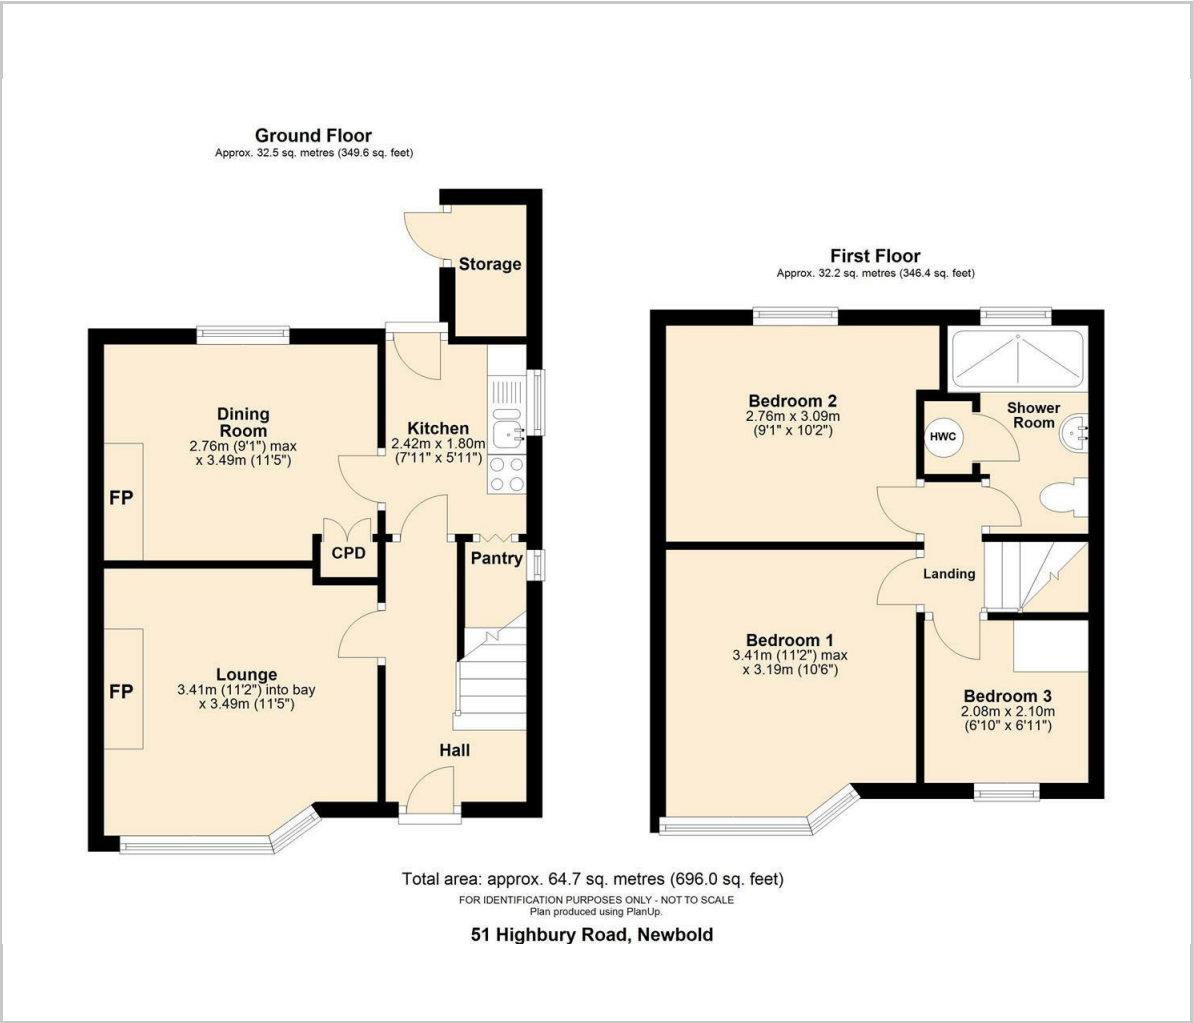 Ground Floor
Approx. 32.5 sq. metres (349.6 sq. feet)
Storage
Dining
Room
2.76m (9'1") max
x 3.49m (11'5")
FP
Kitchen
2.42m x 1.80m
(7'11" x 5'11")
CPD
Pantry
Lounge
3.41m (11'2") into bay
x 3.49m (11'5")
FP
Hall
First Floor
Approx. 32.2 sq. metres (346.4 sq. feet)
Bedroom 2
2.76m x 3.09m
(9'1" x 10'2")
Shower
Room
HWC
Landing
Bedroom 1
3.41m (11'2") max
x 3.19m (10'6")
Bedroom 3
2.08m x 2.10m
(6'10" x 6'11")
Total area: approx. 64.7 sq. metres (696.0 sq. feet)
FOR IDENTIFICATION PURPOSES ONLY - NOT TO SCALE
Plan produced using PlanUp.
51 Highbury Road, Newbold